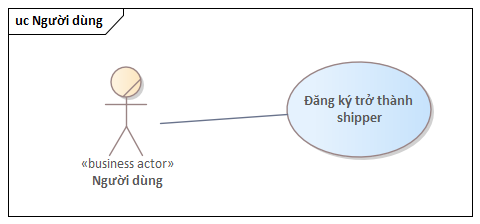 uc Người dùng
Đăng ký trở thành
shipper
«business actor»
Người dùng